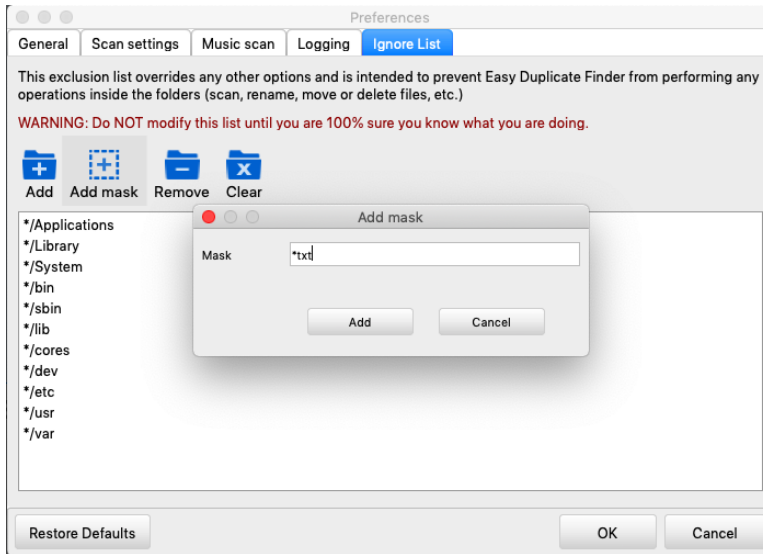 Preferences
General Scan settings Music scan Logging Ignore List
This exclusion list overrides any other options and is intended to prevent Easy Duplicate Finder from performing any
operations inside the folders (scan, rename, move or delete files, etc.)
WARNING: Do NOT modify this list until you are 100% sure you know what you are doing.
Add Add mask Remove Clear
Add mask
Mask *txt
Add Cancel
*/Applications
*/Library
*/System
*/bin
*/sbin
*/lib
*/cores
*/dev
*/etc
*/usr
*/var
Restore Defaults OK Cancel